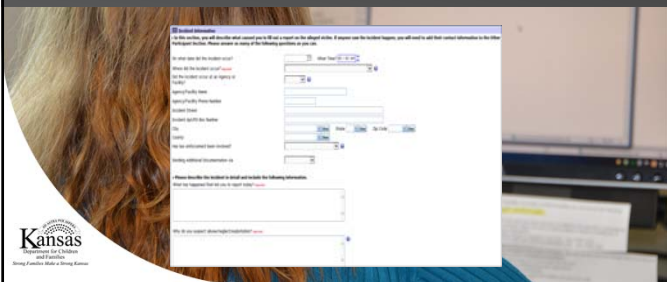 Incident Information
• In this section, you will describe what caused you to fill out a report on the alleged victim. If anyone saw the incident happen, you will need to add their contact information to the Other
Participant Section. Please answer as many of the following questions as you can.
On what date did the incident occur? What Time?
Where did the incident occur?
Did the incident occur at an Agency or
Facility?
Agency/Facility Name
Agency/Facility Phone Number
Incident Street
Incident Apt/PO Box Number
City State Zip Code
County
Has law enforcement been involved?
Sending Additional Documentation via
• Please describe the incident in detail and include the following information.
What has happened that led you to report today?
Why do you suspect abuse/neglect/exploitation?
Kansas
Department for Children
and Families
Strong Families Make a Strong Kansas